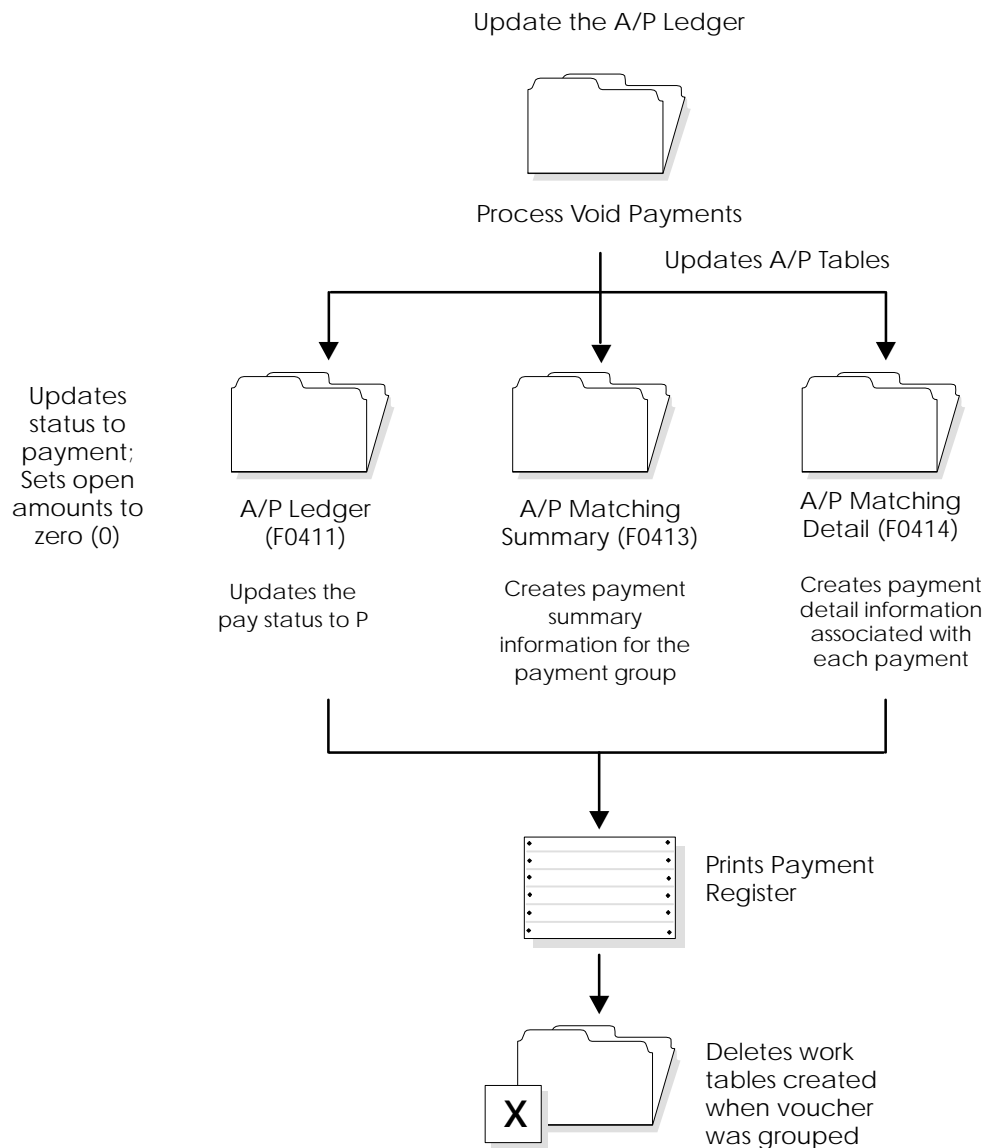 Update the A/P Ledger
Process Void Payments
Updates A/P Tables
Updates
status to
payment;
Sets open
amounts to
zero (0)
A/P Ledger
(F0411)
Updates the
pay status to P
A/P Matching
Summary (F0413)
Creates payment
summary
information for the
payment group
A/P Matching
Detail (F0414)
Creates payment
detail information
associated with
each payment
Prints Payment
Register
X
Deletes work
tables created
when voucher
was grouped